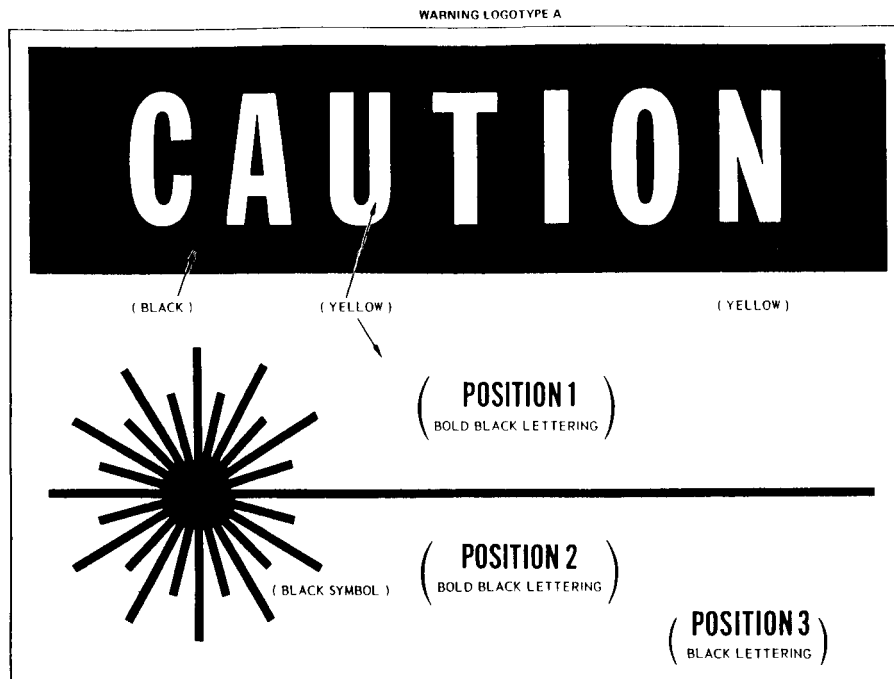 WARNING LOGOTYPE A
CAUTION
( BLACK ) ( YELLOW ) ( YELLOW )
( POSITION 1
BOLD BLACK LETTERING )
( POSITION 2
BOLD BLACK LETTERING )
( BLACK SYMBOL )
( POSITION 3
BLACK LETTERING )